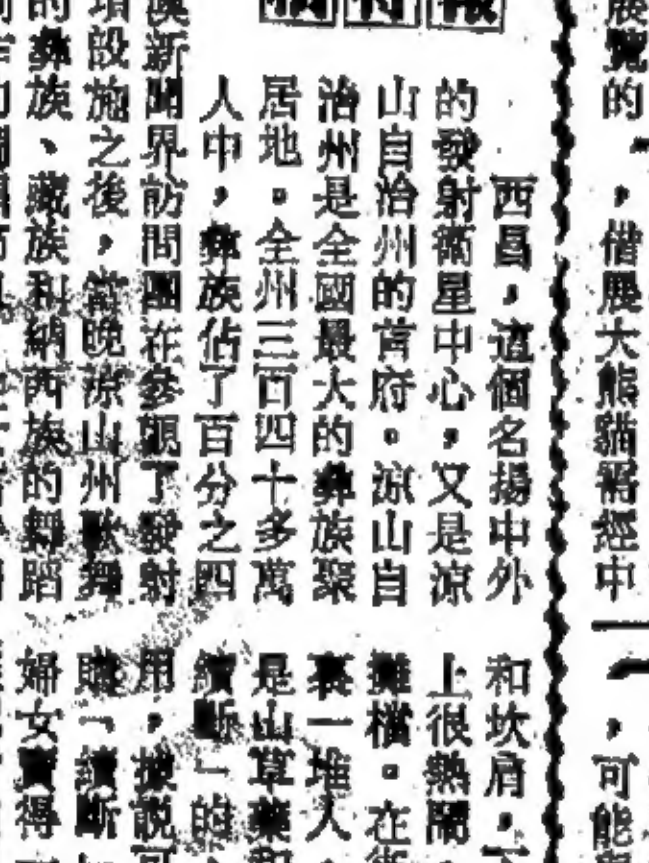 展覽的
，借展大熊貓需經中
，可能
特報
西昌，這個名揚中外
的發射衛星中心，又是涼
山自治州的首府。涼山自
治州是全國最大的彝族聚
居地。全州三百四十多萬
人中，彝族佔了百分之四
新聞界訪問團在參觀了發射
項設施之後，當晚涼山州歌舞
的彝族、藏族和納西族的舞蹈
和坎肩，
上很熱鬧
攤檔。在
裏一堆人
是山草藥和
續斷」的
用，據說可
購「續斷
婦女賣得